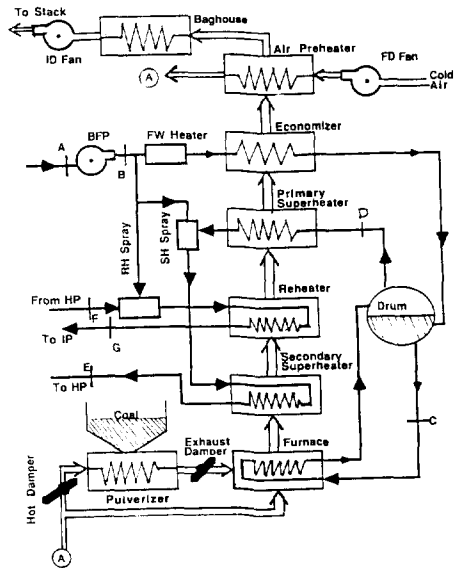 To Stack
Baghouse
ID Fan
Air Preheater
FD Fan
A
Cold
Air
Economizer
A
BFP
FW Heater
B
Primary
Superheater
D
RH Spray
SH Spray
Reheater
From HP
F
Drum
To IP
G
Secondary
Superheater
E
To HP
Coal
Exhaust
Damper
Furnace
C
Hot Damper
Pulverizer
A